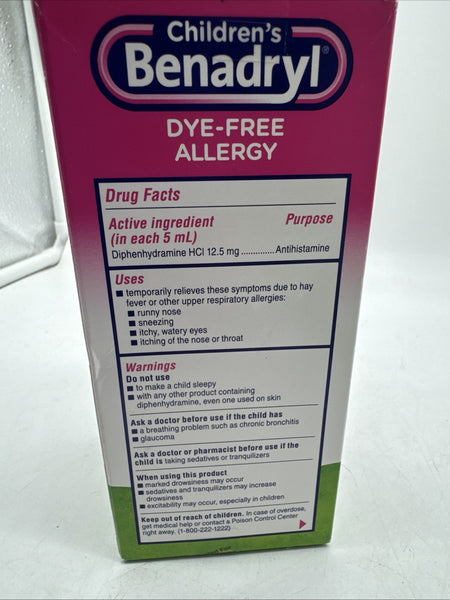 Children's
Benadryl®
DYE-FREE
ALLERGY
Drug Facts
Active ingredient Purpose
(in each 5 mL)
Diphenhydramine HCl 12.5 mg ............. Antihistamine
Uses
■ temporarily relieves these symptoms due to hay
fever or other upper respiratory allergies:
■ runny nose
■ sneezing
■ itchy, watery eyes
■ itching of the nose or throat
Warnings
Do not use
■ to make a child sleepy
■ with any other product containing
diphenhydramine, even one used on skin
Ask a doctor before use if the child has
■ a breathing problem such as chronic bronchitis
■ glaucoma
Ask a doctor or pharmacist before use if the
child is taking sedatives or tranquilizers
When using this product
■ marked drowsiness may occur
■ sedatives and tranquilizers may increase
drowsiness
■ excitability may occur, especially in children
Keep out of reach of children. In case of overdose,
get medical help or contact a Poison Control Center
right away. (1-800-222-1222)